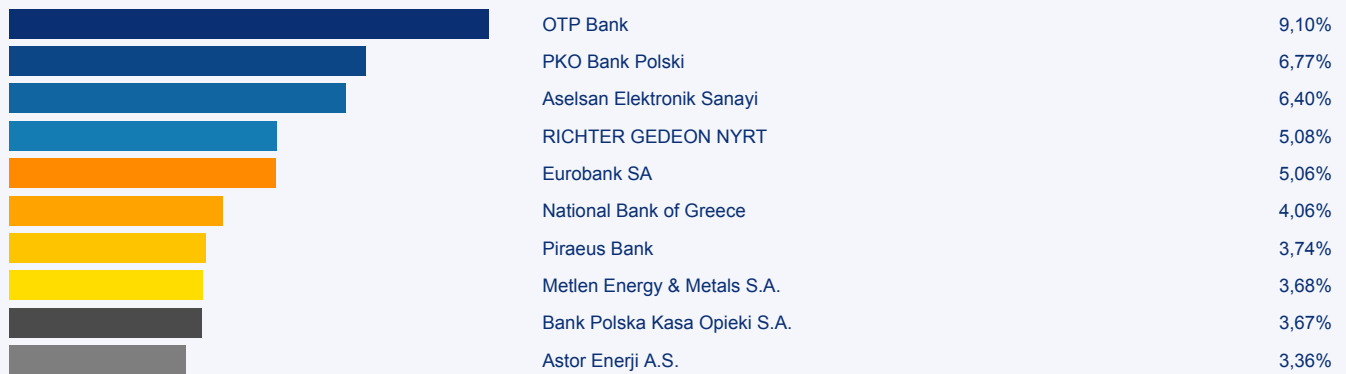 OTP Bank 9,10%
PKO Bank Polski 6,77%
Aselsan Elektronik Sanayi 6,40%
RICHTER GEDEON NYRT 5,08%
Eurobank SA 5,06%
National Bank of Greece 4,06%
Piraeus Bank 3,74%
Metlen Energy & Metals S.A. 3,68%
Bank Polska Kasa Opieki S.A. 3,67%
Astor Enerji A.S. 3,36%